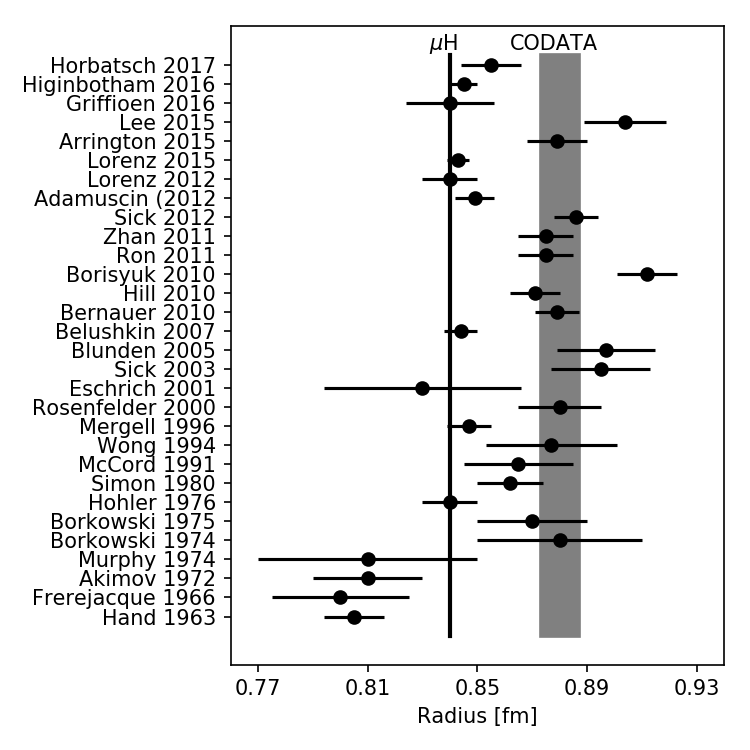 μH CODATA
Horbatsch 2017
Higinbotham 2016
Griffioen 2016
Lee 2015
Arrington 2015
Lorenz 2015
Lorenz 2012
Adamuscin (2012
Sick 2012
Zhan 2011
Ron 2011
Borisyuk 2010
Hill 2010
Bernauer 2010
Belushkin 2007
Blunden 2005
Sick 2003
Eschrich 2001
Rosenfelder 2000
Mergell 1996
Wong 1994
McCord 1991
Simon 1980
Hohler 1976
Borkowski 1975
Borkowski 1974
Murphy 1974
Akimov 1972
Frerejacque 1966
Hand 1963
0.77 0.81 0.85 0.89 0.93
Radius [fm]